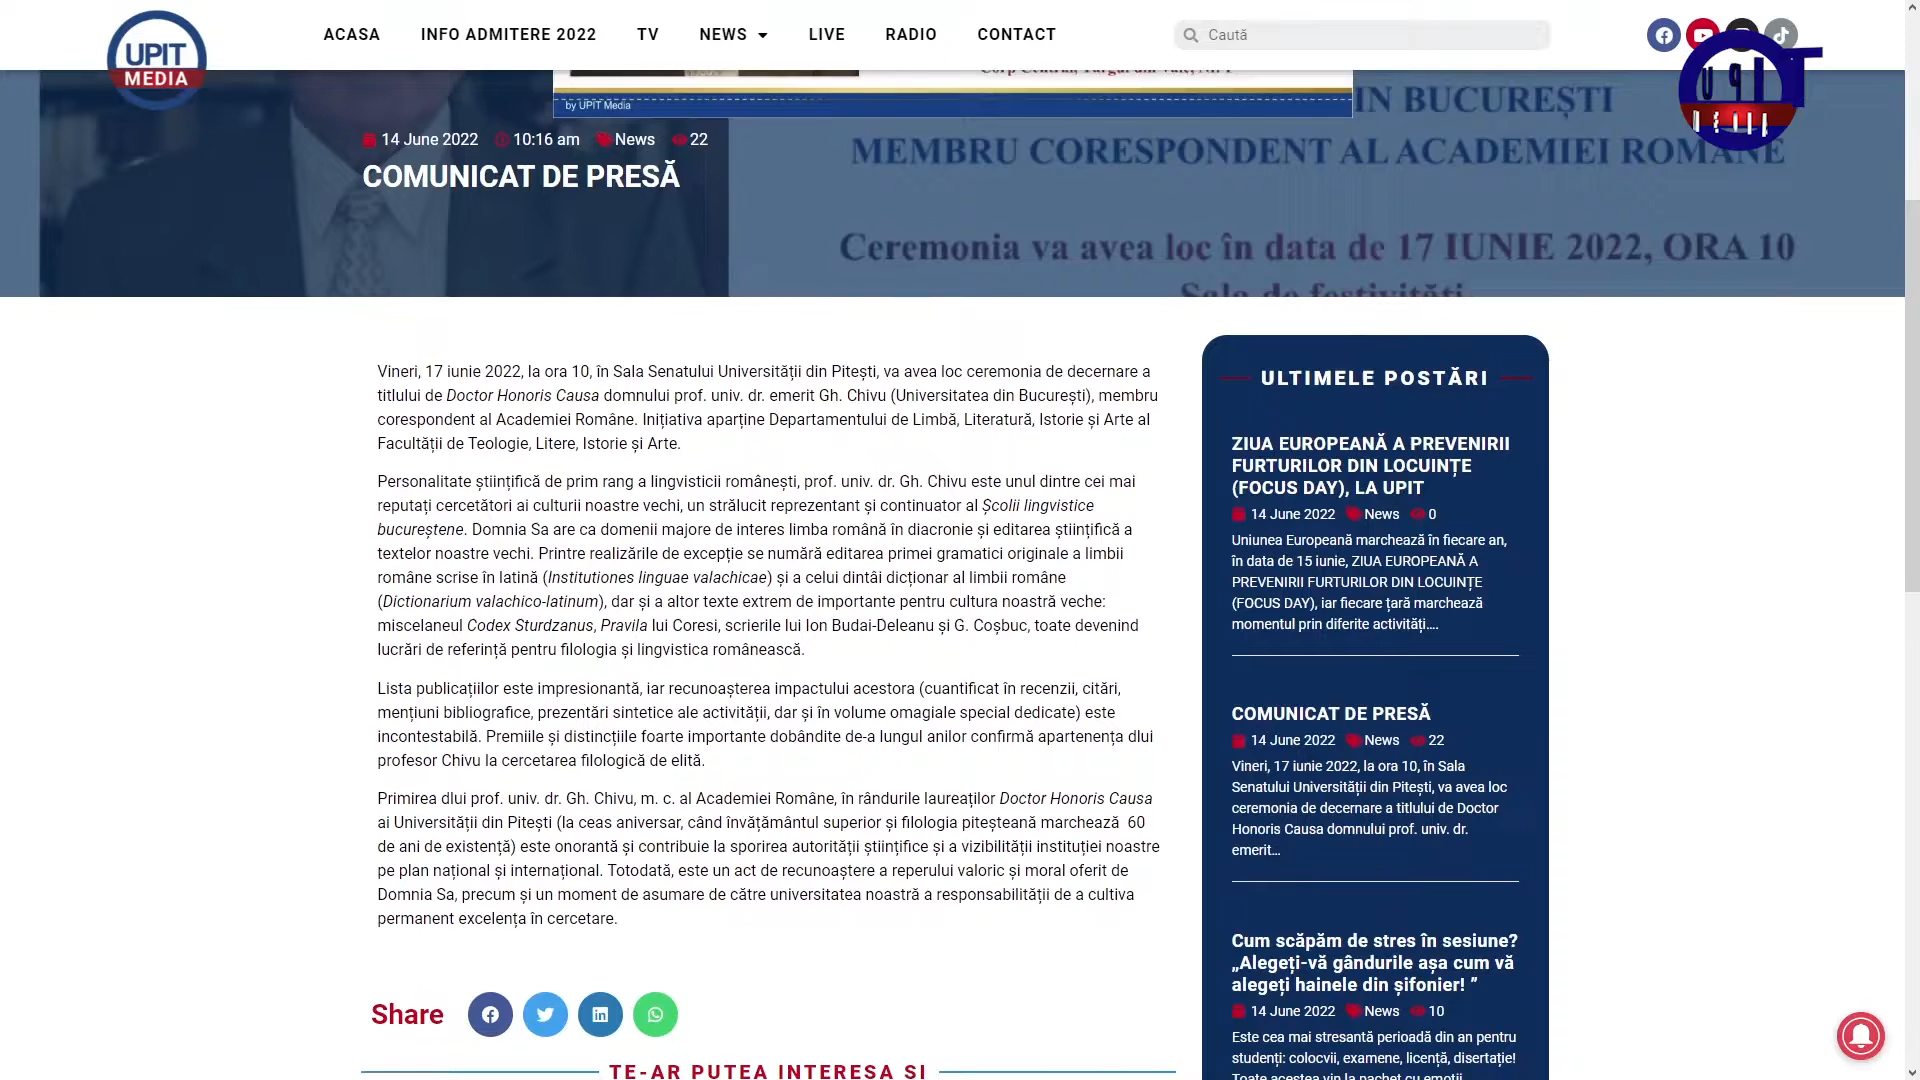 UPIT
MEDIA
ACASA
INFO ADMITERE 2022
TV
NEWS
LIVE
RADIO
CONTACT
Caută
by UPIT Media
IN BUCUREȘTI
MEMBRU CORESPONDENT AL ACADEMIEI ROMÂNE
Ceremonia va avea loc în data de 17 IUNIE 2022, ORA 10
Sala de festivități
14 June 2022 10:16 am News 22
COMUNICAT DE PRESĂ
Vineri, 17 iunie 2022, la ora 10, în Sala Senatului Universității din Pitești, va avea loc ceremonia de decernare a
titlului de Doctor Honoris Causa domnului prof. univ. dr. emerit Gh. Chivu (Universitatea din București), membru
corespondent al Academiei Române. Inițiativa aparține Departamentului de Limbă, Literatură, Istorie și Arte al
Facultății de Teologie, Litere, Istorie și Arte.
Personalitate științifică de prim rang a lingvisticii românești, prof. univ. dr. Gh. Chivu este unul dintre cei mai
reputați cercetători ai culturii noastre vechi, un strălucit reprezentant și continuator al Școlii lingvistice
bucureștene. Domnia Sa are ca domenii majore de interes limba română în diacronie și editarea științifică a
textelor noastre vechi. Printre realizările de excepție se numără editarea primei gramatici originale a limbii
române scrise în latină (Institutiones linguae valachicae) și a celui dintâi dicționar al limbii române
(Dictionarium valachico-latinum), dar și a altor texte extrem de importante pentru cultura noastră veche:
miscelaneul Codex Sturdzanus, Pravila lui Coresi, scrierile lui Ion Budai-Deleanu și G. Coșbuc, toate devenind
lucrări de referință pentru filologia și lingvistica românească.
Lista publicațiilor este impresionantă, iar recunoașterea impactului acestora (cuantificat în recenzii, citări,
mențiuni bibliografice, prezentări sintetice ale activității, dar și în volume omagiale special dedicate) este
incontestabilă. Premiile și distincțiile foarte importante dobândite de-a lungul anilor confirmă apartenența dlui
profesor Chivu la cercetarea filologică de elită.
Primirea dlui prof. univ. dr. Gh. Chivu, m. c. al Academiei Române, în rândurile laureaților Doctor Honoris Causa
ai Universității din Pitești (la ceas aniversar, când învățământul superior și filologia piteșteană marchează 60
de ani de existență) este onorantă și contribuie la sporirea autorității științifice și a vizibilității instituției noastre
pe plan național și internațional. Totodată, este un act de recunoaștere a reperului valoric și moral oferit de
Domnia Sa, precum și un moment de asumare de către universitatea noastră a responsabilității de a cultiva
permanent excelența în cercetare.
Share
TE-AR PUTEA INTERESA SI
ULTIMELE POSTĂRI
ZIUA EUROPEANĂ A PREVENIRII
FURTURILOR DIN LOCUINȚE
(FOCUS DAY), LA UPIT
14 June 2022 News 0
Uniunea Europeană marchează în fiecare an,
în data de 15 iunie, ZIUA EUROPEANĂ A
PREVENIRII FURTURILOR DIN LOCUINȚE
(FOCUS DAY), iar fiecare țară marchează
momentul prin diferite activități....
COMUNICAT DE PRESĂ
14 June 2022 News 22
Vineri, 17 iunie 2022, la ora 10, în Sala
Senatului Universității din Pitești, va avea loc
ceremonia de decernare a titlului de Doctor
Honoris Causa domnului prof. univ. dr.
emerit...
Cum scăpăm de stres în sesiune?
„Alegeți-vă gândurile așa cum vă
alegeți hainele din șifonier! ”
14 June 2022 News 10
Este cea mai stresantă perioadă din an pentru
studenți: colocvii, examene, licență, disertație!
Toate acestea vin la pachet cu emoții